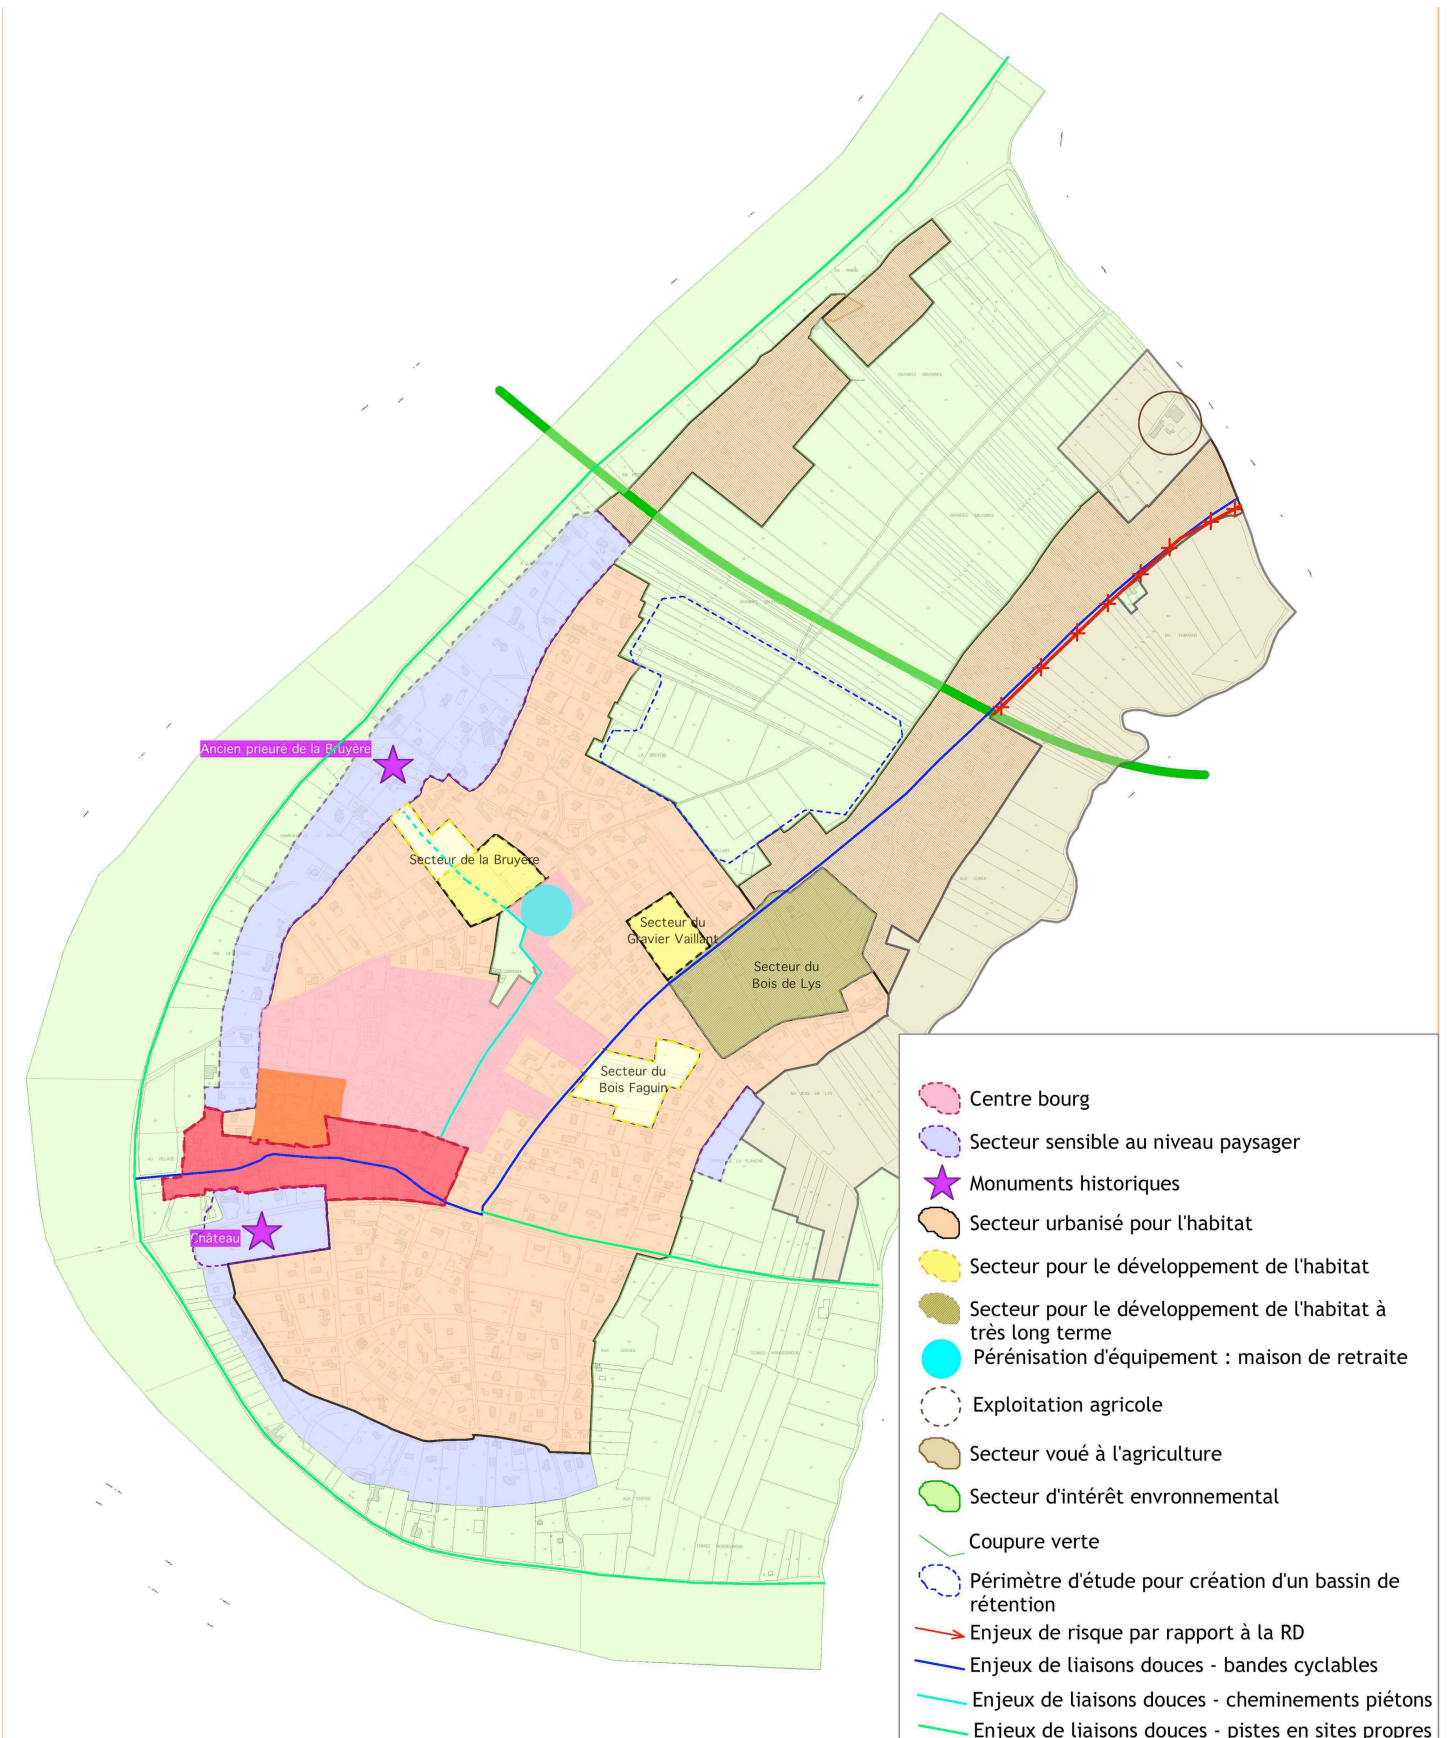 Ancien prieuré de la Bruyère
Secteur de la Bruyère
Secteur du
Gravier Vaillant
Secteur du
Bois de Lys
Secteur du
Bois Faguin
Château
Centre bourg
Secteur sensible au niveau paysager
Monuments historiques
Secteur urbanisé pour l'habitat
Secteur pour le développement de l'habitat
Secteur pour le développement de l'habitat à
très long terme
Pérénisation d'équipement : maison de retraite
Exploitation agricole
Secteur voué à l'agriculture
Secteur d'intérêt envronnemental
Coupure verte
Périmètre d'étude pour création d'un bassin de
rétention
Enjeux de risque par rapport à la RD
Enjeux de liaisons douces - bandes cyclables
Enjeux de liaisons douces - cheminements piétons
Enjeux de liaisons douces - pistes en sites propres